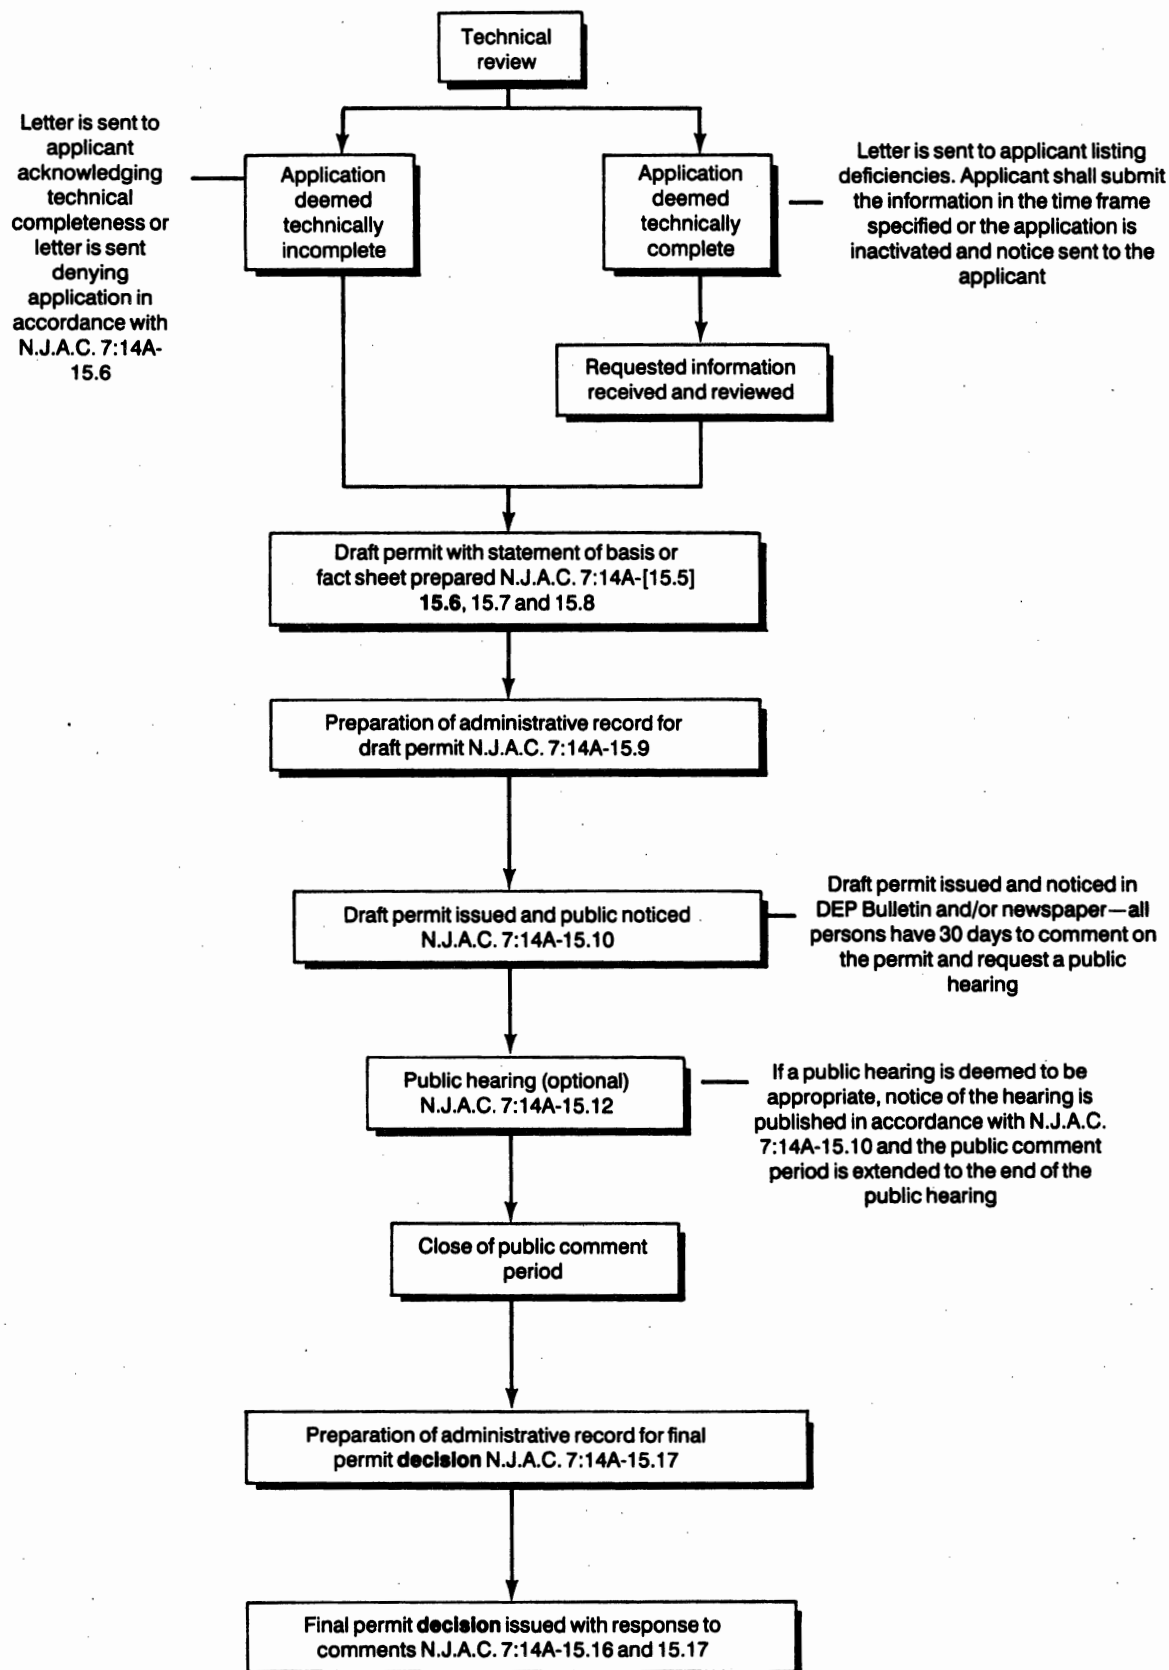 Technical
review
Letter is sent to
applicant
acknowledging
technical
completeness or
letter is sent
denying
application in
accordance with
N.J.A.C. 7:14A-
15.6
Application
deemed
technically
incomplete
Application
deemed
technically
complete
Letter is sent to applicant listing
deficiencies. Applicant shall submit
the information in the time frame
specified or the application is
inactivated and notice sent to the
applicant
Requested information
received and reviewed
Draft permit with statement of basis or
fact sheet prepared N.J.A.C. 7:14A-[15.5]
15.6, 15.7 and 15.8
Preparation of administrative record for
draft permit N.J.A.C. 7:14A-15.9
Draft permit issued and public noticed
N.J.A.C. 7:14A-15.10
Draft permit issued and noticed in
DEP Bulletin and/or newspaper—all
persons have 30 days to comment on
the permit and request a public
hearing
Public hearing (optional)
N.J.A.C. 7:14A-15.12
If a public hearing is deemed to be
appropriate, notice of the hearing is
published in accordance with N.J.A.C.
7:14A-15.10 and the public comment
period is extended to the end of the
public hearing
Close of public comment
period
Preparation of administrative record for final
permit decision N.J.A.C. 7:14A-15.17
Final permit decision issued with response to
comments N.J.A.C. 7:14A-15.16 and 15.17